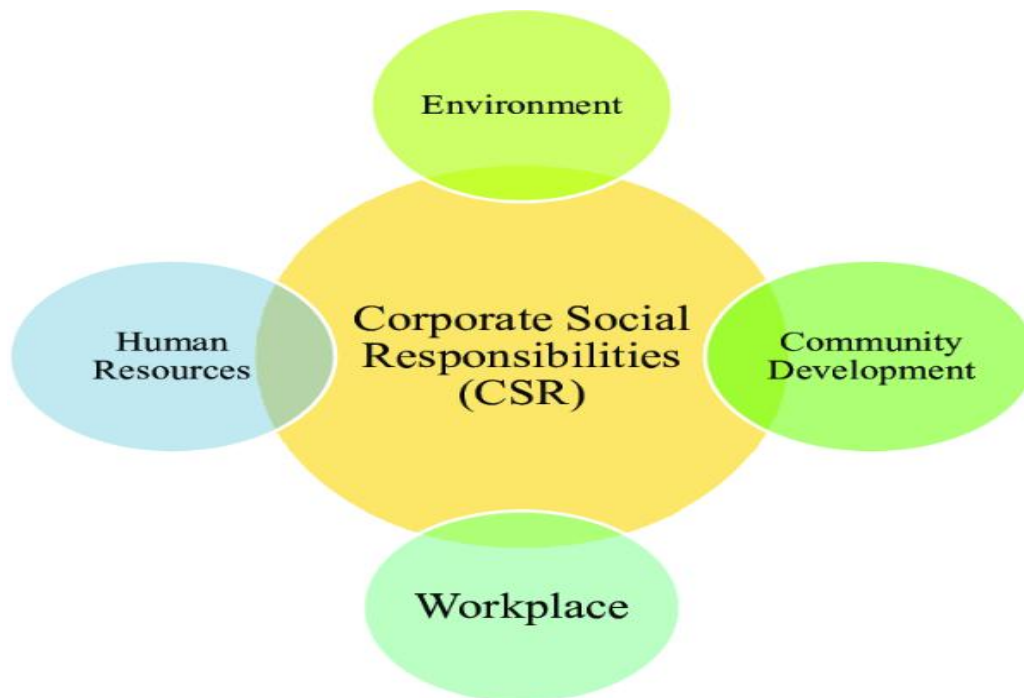 Environment
Human
Resources
Corporate Social
Responsibilities
(CSR)
Community
Development
Workplace